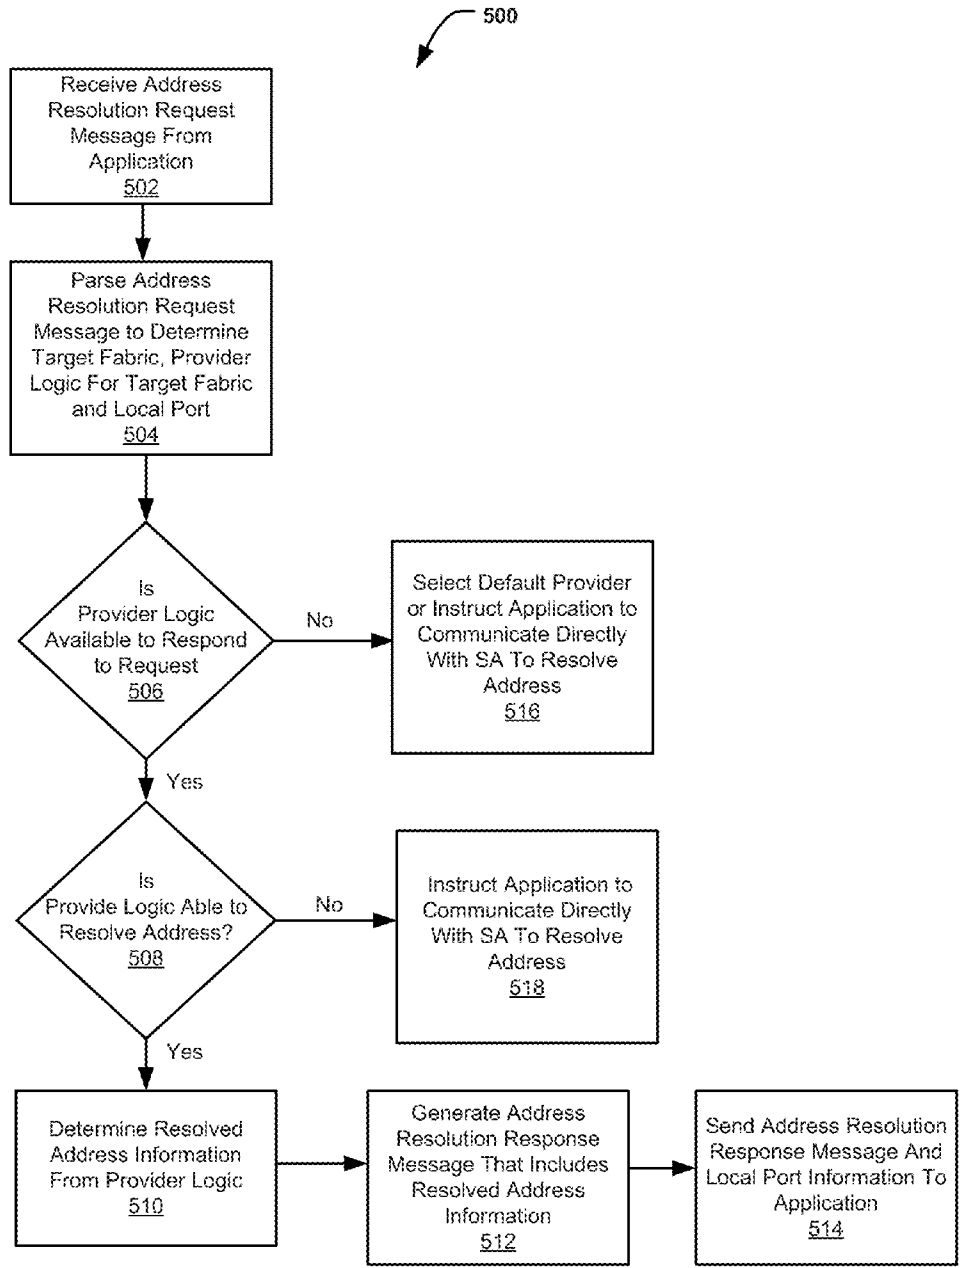 500
Receive Address
Resolution Request
Message From
Application
502
Parse Address
Resolution Request
Message to Determine
Target Fabric, Provider
Logic For Target Fabric
and Local Port
504
Is
Provider Logic
Available to Respond
to Request
506
No
Select Default Provider
or Instruct Application to
Communicate Directly
With SA To Resolve
Address
516
Yes
Is
Provide Logic Able to
Resolve Address?
508
No
Instruct Application to
Communicate Directly
With SA To Resolve
Address
518
Yes
Determine Resolved
Address Information
From Provider Logic
510
Generate Address
Resolution Response
Message That Includes
Resolved Address
Information
512
Send Address Resolution
Response Message And
Local Port Information To
Application
514